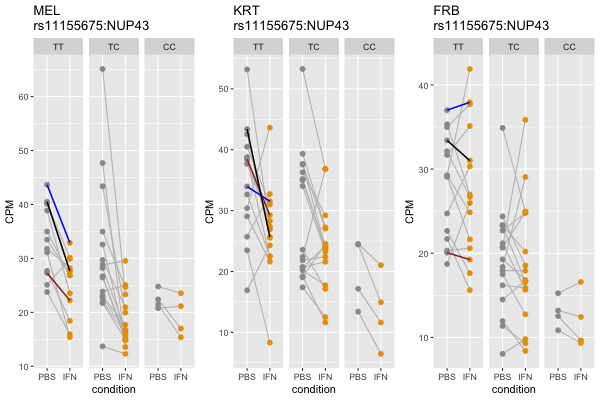 MEL
rs11155675:NUP43
TT TC CC
CPM
60
50
40
30
20
10
PBS IFN PBS IFN PBS IFN
condition
KRT
rs11155675:NUP43
TT TC CC
CPM
50
40
30
20
10
PBS IFN PBS IFN PBS IFN
condition
FRB
rs11155675:NUP43
TT TC CC
CPM
40
30
20
10
PBS IFN PBS IFN PBS IFN
condition